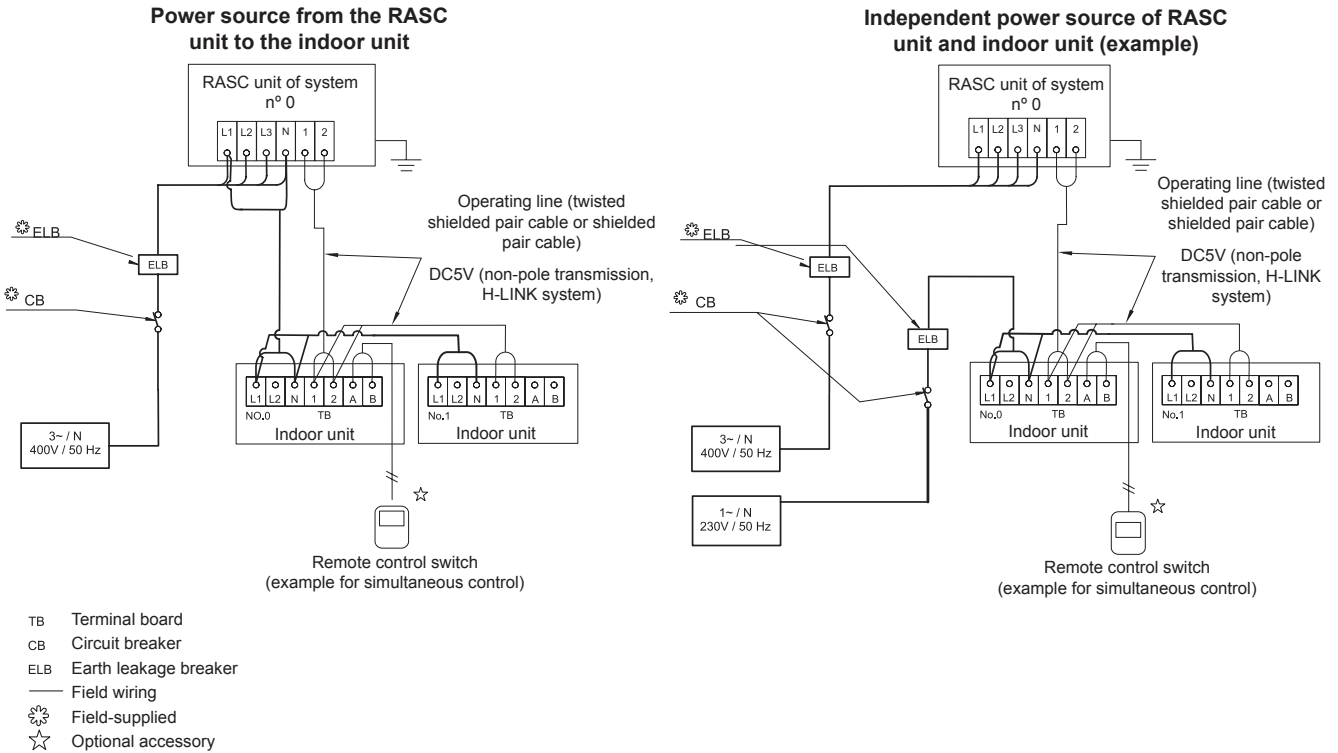 Power source from the RASC
unit to the indoor unit
RASC unit of system
nº 0
L1 L2 L3 N 1 2
Operating line (twisted
shielded pair cable or shielded
pair cable)
DC5V (non-pole transmission,
H-LINK system)
ELB
ELB
CB
L1 L2 N 1 2 A B
NO.0 TB
Indoor unit
L1 L2 N 1 2 A B
No.1 TB
Indoor unit
3~ / N
400V / 50 Hz
Remote control switch
(example for simultaneous control)
Independent power source of RASC
unit and indoor unit (example)
RASC unit of system
nº 0
L1 L2 L3 N 1 2
Operating line (twisted
shielded pair cable or
shielded pair cable)
DC5V (non-pole
transmission, H-LINK
system)
ELB
ELB
CB
ELB
L1 L2 N 1 2 A B
No.0 TB
Indoor unit
L1 L2 N 1 2 A B
No.1 TB
Indoor unit
3~ / N
400V / 50 Hz
1~ / N
230V / 50 Hz
Remote control switch
(example for simultaneous control)
TB Terminal board
CB Circuit breaker
ELB Earth leakage breaker
Field wiring
Field-supplied
Optional accessory